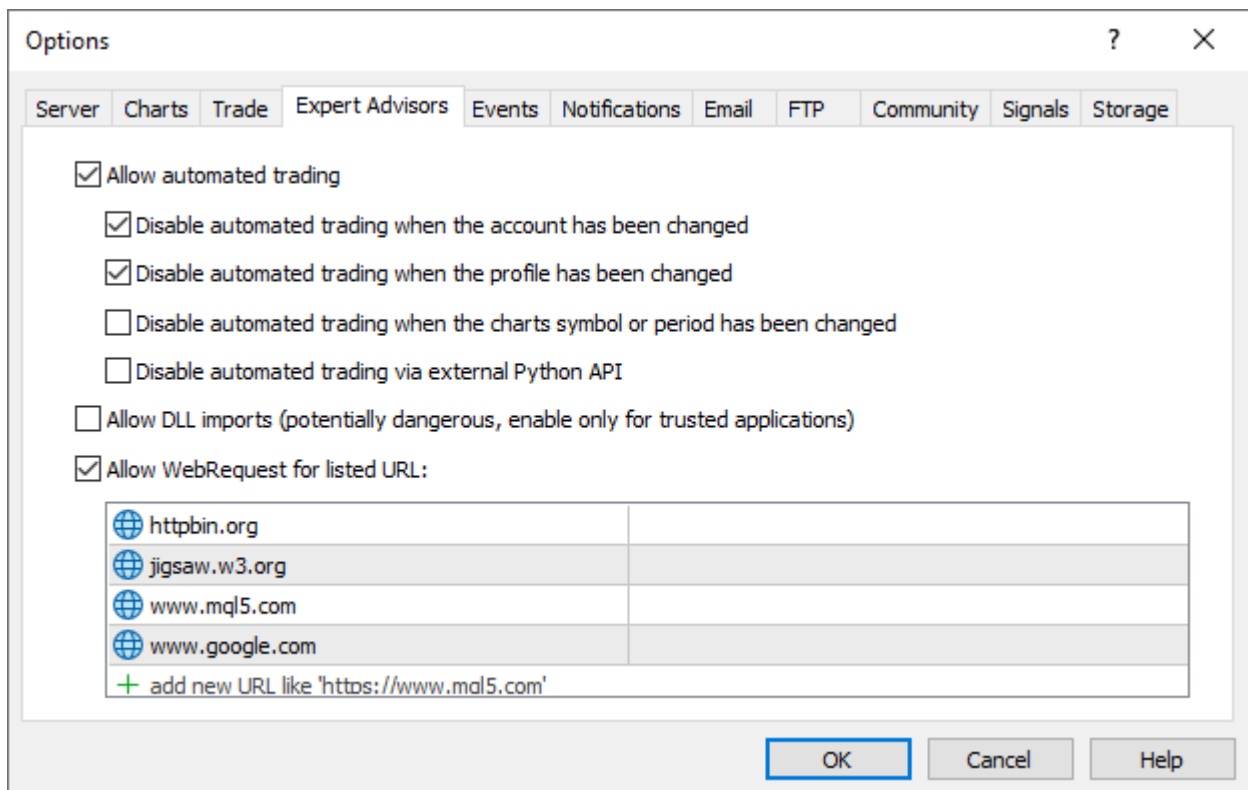 Options
Server Charts Trade Expert Advisors Events Notifications Email FTP Community Signals Storage
Allow automated trading
Disable automated trading when the account has been changed
Disable automated trading when the profile has been changed
Disable automated trading when the charts symbol or period has been changed
Disable automated trading via external Python API
Allow DLL imports (potentially dangerous, enable only for trusted applications)
Allow WebRequest for listed URL:
httpbin.org
jigsaw.w3.org
www.mql5.com
www.google.com
add new URL like 'https://www.mql5.com'
OK Cancel Help